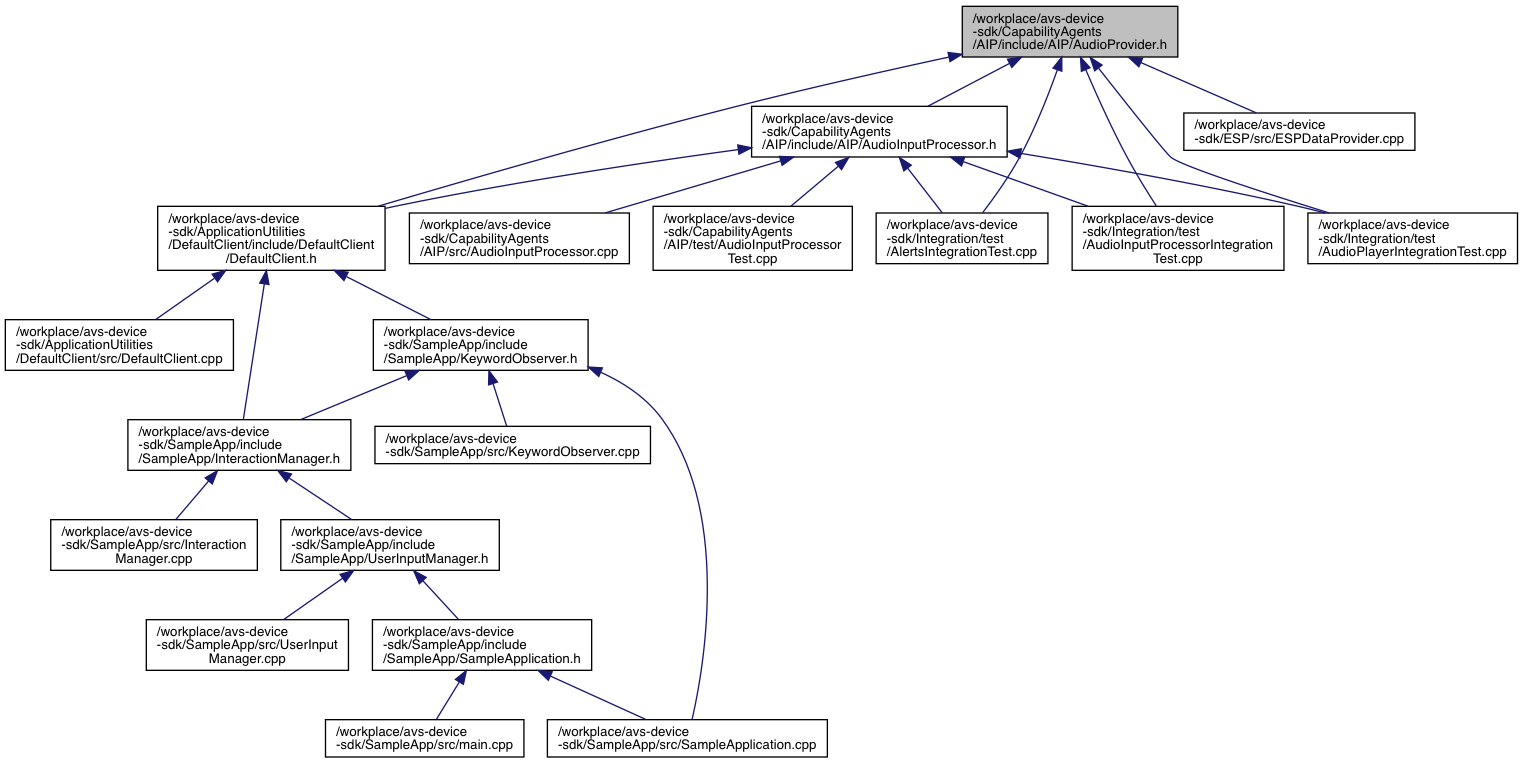 /workplace/avs-device
-sdk/CapabilityAgents
/AIP/include/AIP/AudioProvider.h
/workplace/avs-device
-sdk/CapabilityAgents
/AIP/include/AIP/AudioInputProcessor.h
/workplace/avs-device
-sdk/ESP/src/ESPDataProvider.cpp
/workplace/avs-device
-sdk/ApplicationUtilities
/DefaultClient/include/DefaultClient
/DefaultClient.h
/workplace/avs-device
-sdk/CapabilityAgents
/AIP/src/AudioInputProcessor.cpp
/workplace/avs-device
-sdk/CapabilityAgents
/AIP/test/AudioInputProcessor
Test.cpp
/workplace/avs-device
-sdk/Integration/test
/AlertsIntegrationTest.cpp
/workplace/avs-device
-sdk/Integration/test
/AudioInputProcessorIntegration
Test.cpp
/workplace/avs-device
-sdk/Integration/test
/AudioPlayerIntegrationTest.cpp
/workplace/avs-device
-sdk/ApplicationUtilities
/DefaultClient/src/DefaultClient.cpp
/workplace/avs-device
-sdk/SampleApp/include
/SampleApp/KeywordObserver.h
/workplace/avs-device
-sdk/SampleApp/include
/SampleApp/InteractionManager.h
/workplace/avs-device
-sdk/SampleApp/src/KeywordObserver.cpp
/workplace/avs-device
-sdk/SampleApp/src/Interaction
Manager.cpp
/workplace/avs-device
-sdk/SampleApp/include
/SampleApp/UserInputManager.h
/workplace/avs-device
-sdk/SampleApp/src/UserInput
Manager.cpp
/workplace/avs-device
-sdk/SampleApp/include
/SampleApp/SampleApplication.h
/workplace/avs-device
-sdk/SampleApp/src/main.cpp
/workplace/avs-device
-sdk/SampleApp/src/SampleApplication.cpp